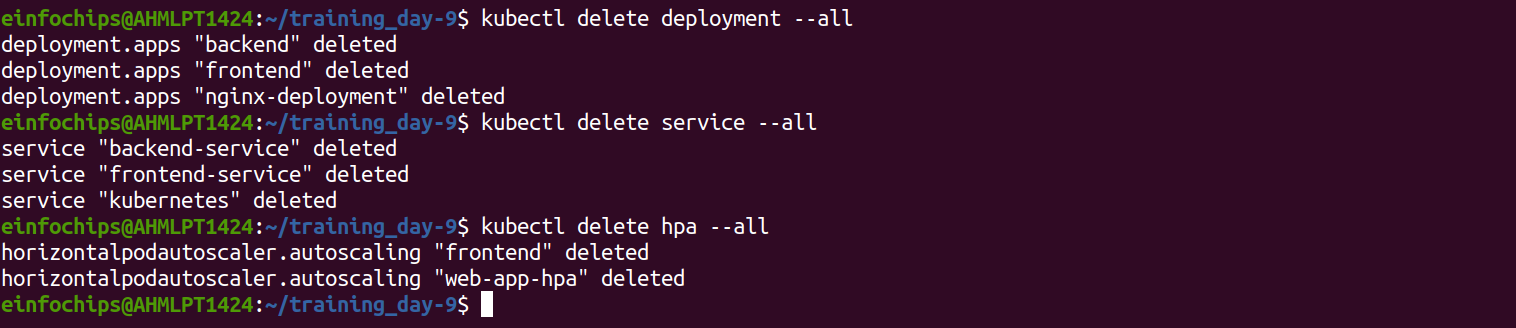 einfochips@AHMLPT1424:~/training_day-9$ kubectl delete deployment --all
deployment.apps "backend" deleted
deployment.apps "frontend" deleted
deployment.apps "nginx-deployment" deleted
einfochips@AHMLPT1424:~/training_day-9$ kubectl delete service --all
service "backend-service" deleted
service "frontend-service" deleted
service "kubernetes" deleted
einfochips@AHMLPT1424:~/training_day-9$ kubectl delete hpa --all
horizontalpodautoscaler.autoscaling "frontend" deleted
horizontalpodautoscaler.autoscaling "web-app-hpa" deleted
einfochips@AHMLPT1424:~/training_day-9$